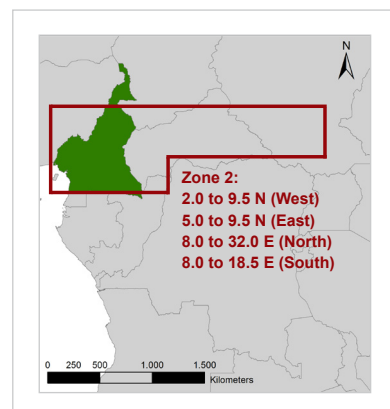 N
Zone 2:
2.0 to 9.5 N (West)
5.0 to 9.5 N (East)
8.0 to 32.0 E (North)
8.0 to 18.5 E (South)
0 250 500 1.000 1.500
Kilometers